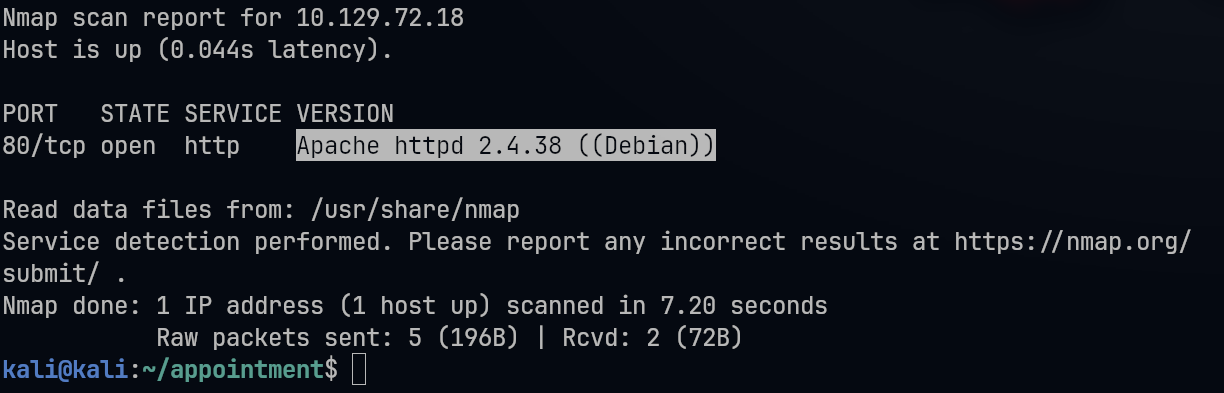 Nmap scan report for 10.129.72.18
Host is up (0.044s latency).
PORT   STATE SERVICE VERSION
80/tcp open  http    Apache httpd 2.4.38 ((Debian))
Read data files from: /usr/share/nmap
Service detection performed. Please report any incorrect results at https://nmap.org/
submit/ .
Nmap done: 1 IP address (1 host up) scanned in 7.20 seconds
           Raw packets sent: 5 (196B) | Rcvd: 2 (72B)
kali@kali:~/appointment$